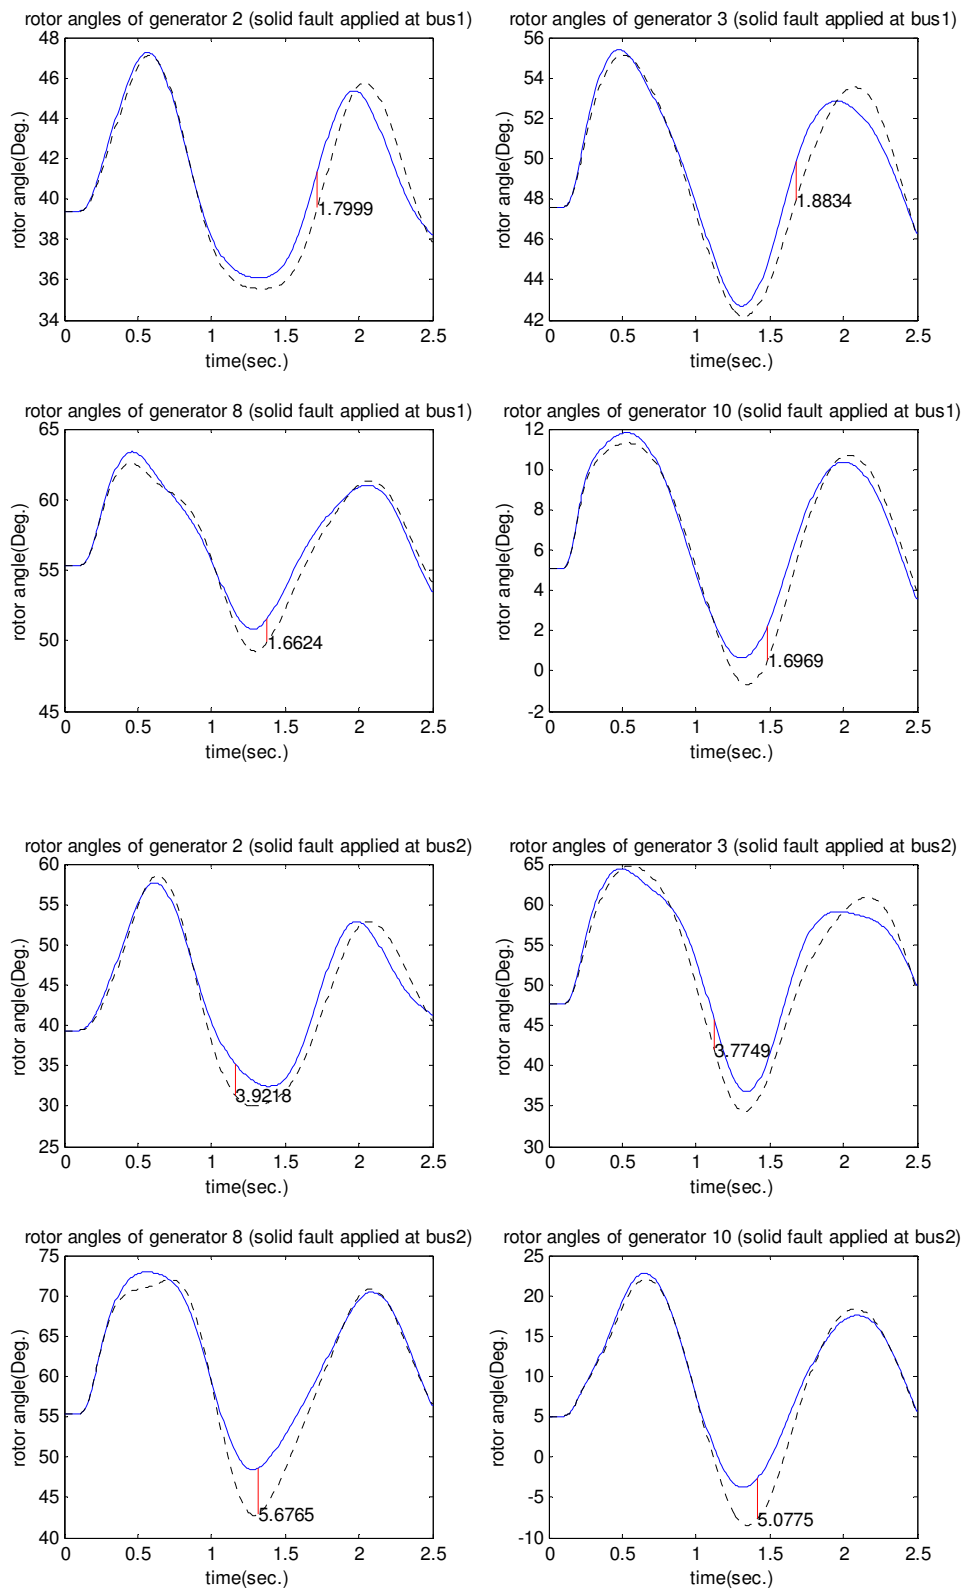 rotor angles of generator 2 (solid fault applied at bus1)
48
46
44
42
40
38
36
34
rotor angle(Deg.)
1.7999
0 0.5 1 1.5 2 2.5
time(sec.)
rotor angles of generator 3 (solid fault applied at bus1)
56
54
52
50
48
46
44
42
rotor angle(Deg.)
1.8834
0 0.5 1 1.5 2 2.5
time(sec.)
rotor angles of generator 8 (solid fault applied at bus1)
65
60
55
50
45
rotor angle(Deg.)
1.6624
0 0.5 1 1.5 2 2.5
time(sec.)
rotor angles of generator 10 (solid fault applied at bus1)
12
10
8
6
4
2
0
-2
rotor angle(Deg.)
1.6969
0 0.5 1 1.5 2 2.5
time(sec.)
rotor angles of generator 2 (solid fault applied at bus2)
60
55
50
45
40
35
30
25
rotor angle(Deg.)
3.9218
0 0.5 1 1.5 2 2.5
time(sec.)
rotor angles of generator 3 (solid fault applied at bus2)
65
60
55
50
45
40
35
30
rotor angle(Deg.)
3.7749
0 0.5 1 1.5 2 2.5
time(sec.)
rotor angles of generator 8 (solid fault applied at bus2)
75
70
65
60
55
50
45
40
rotor angle(Deg.)
5.6765
0 0.5 1 1.5 2 2.5
time(sec.)
rotor angles of generator 10 (solid fault applied at bus2)
25
20
15
10
5
0
-5
-10
rotor angle(Deg.)
5.0775
0 0.5 1 1.5 2 2.5
time(sec.)